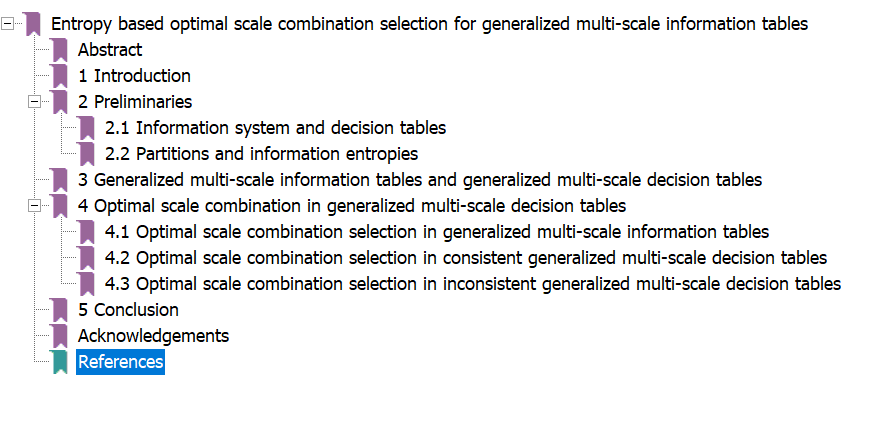 Entropy based optimal scale combination selection for generalized multi-scale information tables
Abstract
1 Introduction
2 Preliminaries
2.1 Information system and decision tables
2.2 Partitions and information entropies
3 Generalized multi-scale information tables and generalized multi-scale decision tables
4 Optimal scale combination in generalized multi-scale decision tables
4.1 Optimal scale combination selection in generalized multi-scale information tables
4.2 Optimal scale combination selection in consistent generalized multi-scale decision tables
4.3 Optimal scale combination selection in inconsistent generalized multi-scale decision tables
5 Conclusion
Acknowledgements
References